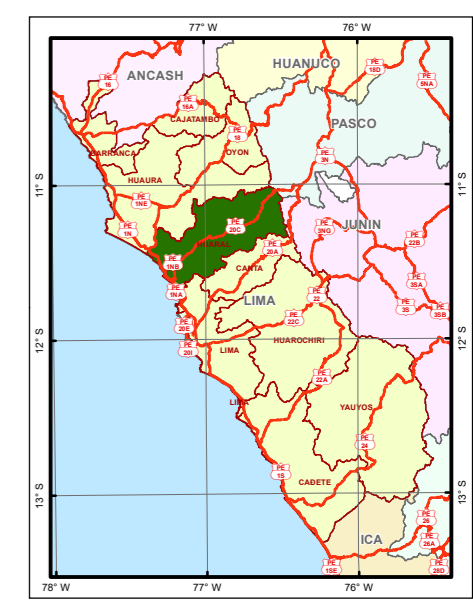 77° W 76° W
HUANUCO
ANCASH
PE 18D
PE 16
PE 5NA
PE 16A
CAJATAMBO
PASCO
PE 18
BARRANCA
OYON
PE 3N
11° S 11° S
HUAURA
PE 1NE
PE 20C
PE 3NG
JUNIN
PE 1N
PE 22B
HUARAL
PE 20A
PE 1NB
CANTA
PE 3SA
PE 1NA
LIMA
PE 22
PE 3S
PE 3SB
PE 20E
PE 22C
12° S 12° S
PE 20I
LIMA
HUAROCHIRI
PE 22A
LIMA
YAUYOS
PE 24
PE 1S
CAÐETE
13° S 13° S
PE 26
PE 26A
ICA
PE 1SE
PE 28D
78° W 77° W 76° W